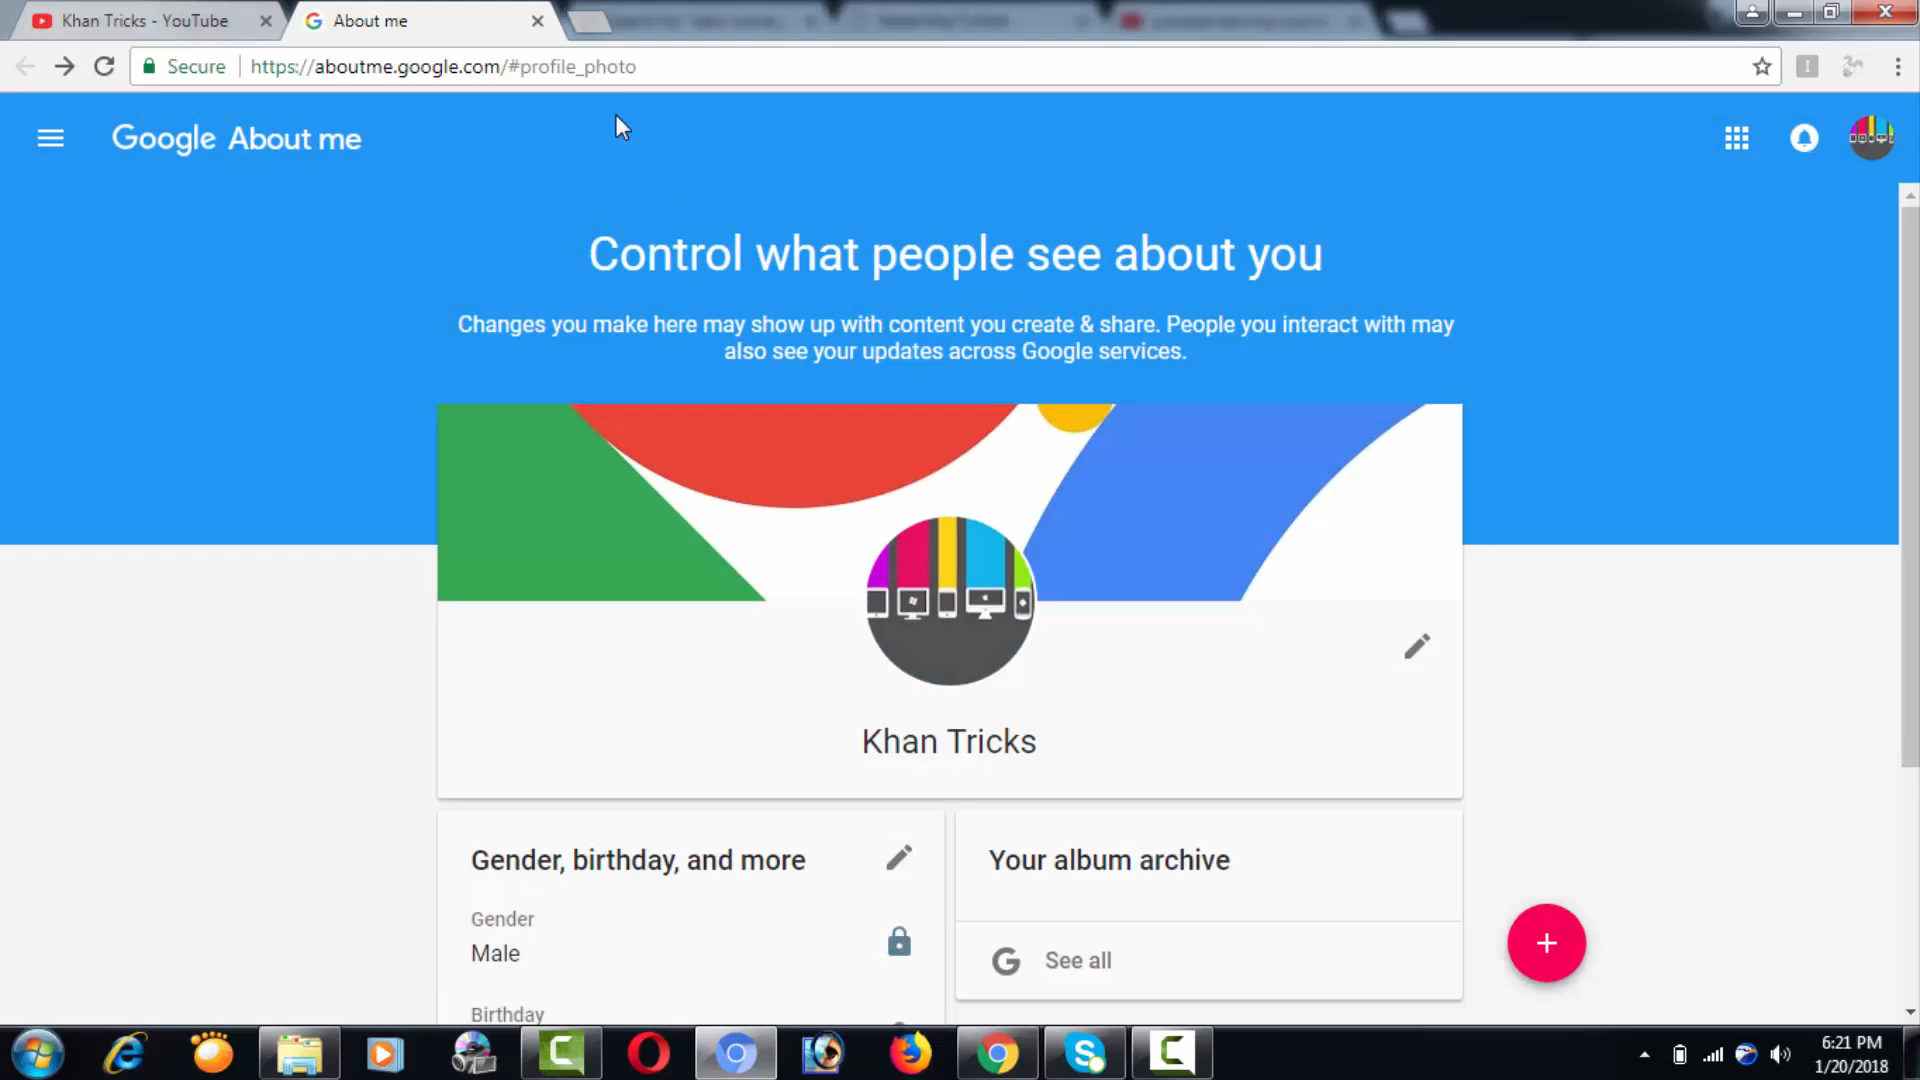 Khan Tricks - YouTube
About me
Secure
https://aboutme.google.com/#profile_photo
Google About me
Control what people see about you
Changes you make here may show up with content you create & share. People you interact with may
also see your updates across Google services.
Khan Tricks
Gender, birthday, and more
Gender
Male
Birthday
Your album archive
See all
6:21 PM
1/20/2018